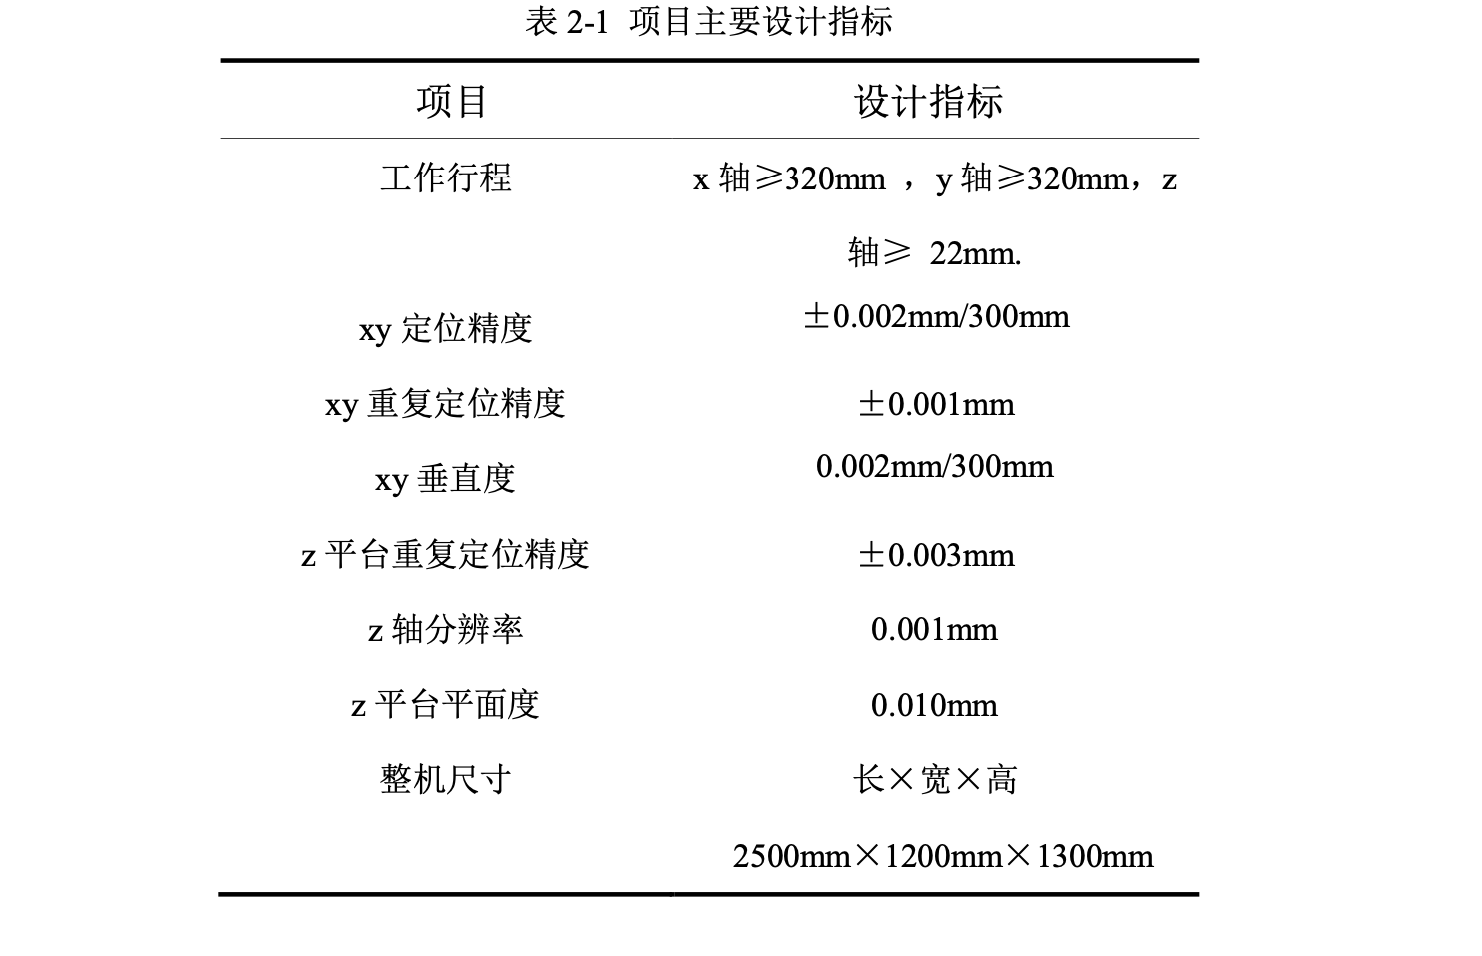 表 2-1 项目主要设计指标
项目 设计指标
工作行程 x 轴≥320mm ，y 轴≥320mm，z
轴≥ 22mm.
xy 定位精度 ±0.002mm/300mm
xy 重复定位精度 ±0.001mm
xy 垂直度 0.002mm/300mm
z 平台重复定位精度 ±0.003mm
z 轴分辨率 0.001mm
z 平台平面度 0.010mm
整机尺寸 长×宽×高
2500mm×1200mm×1300mm